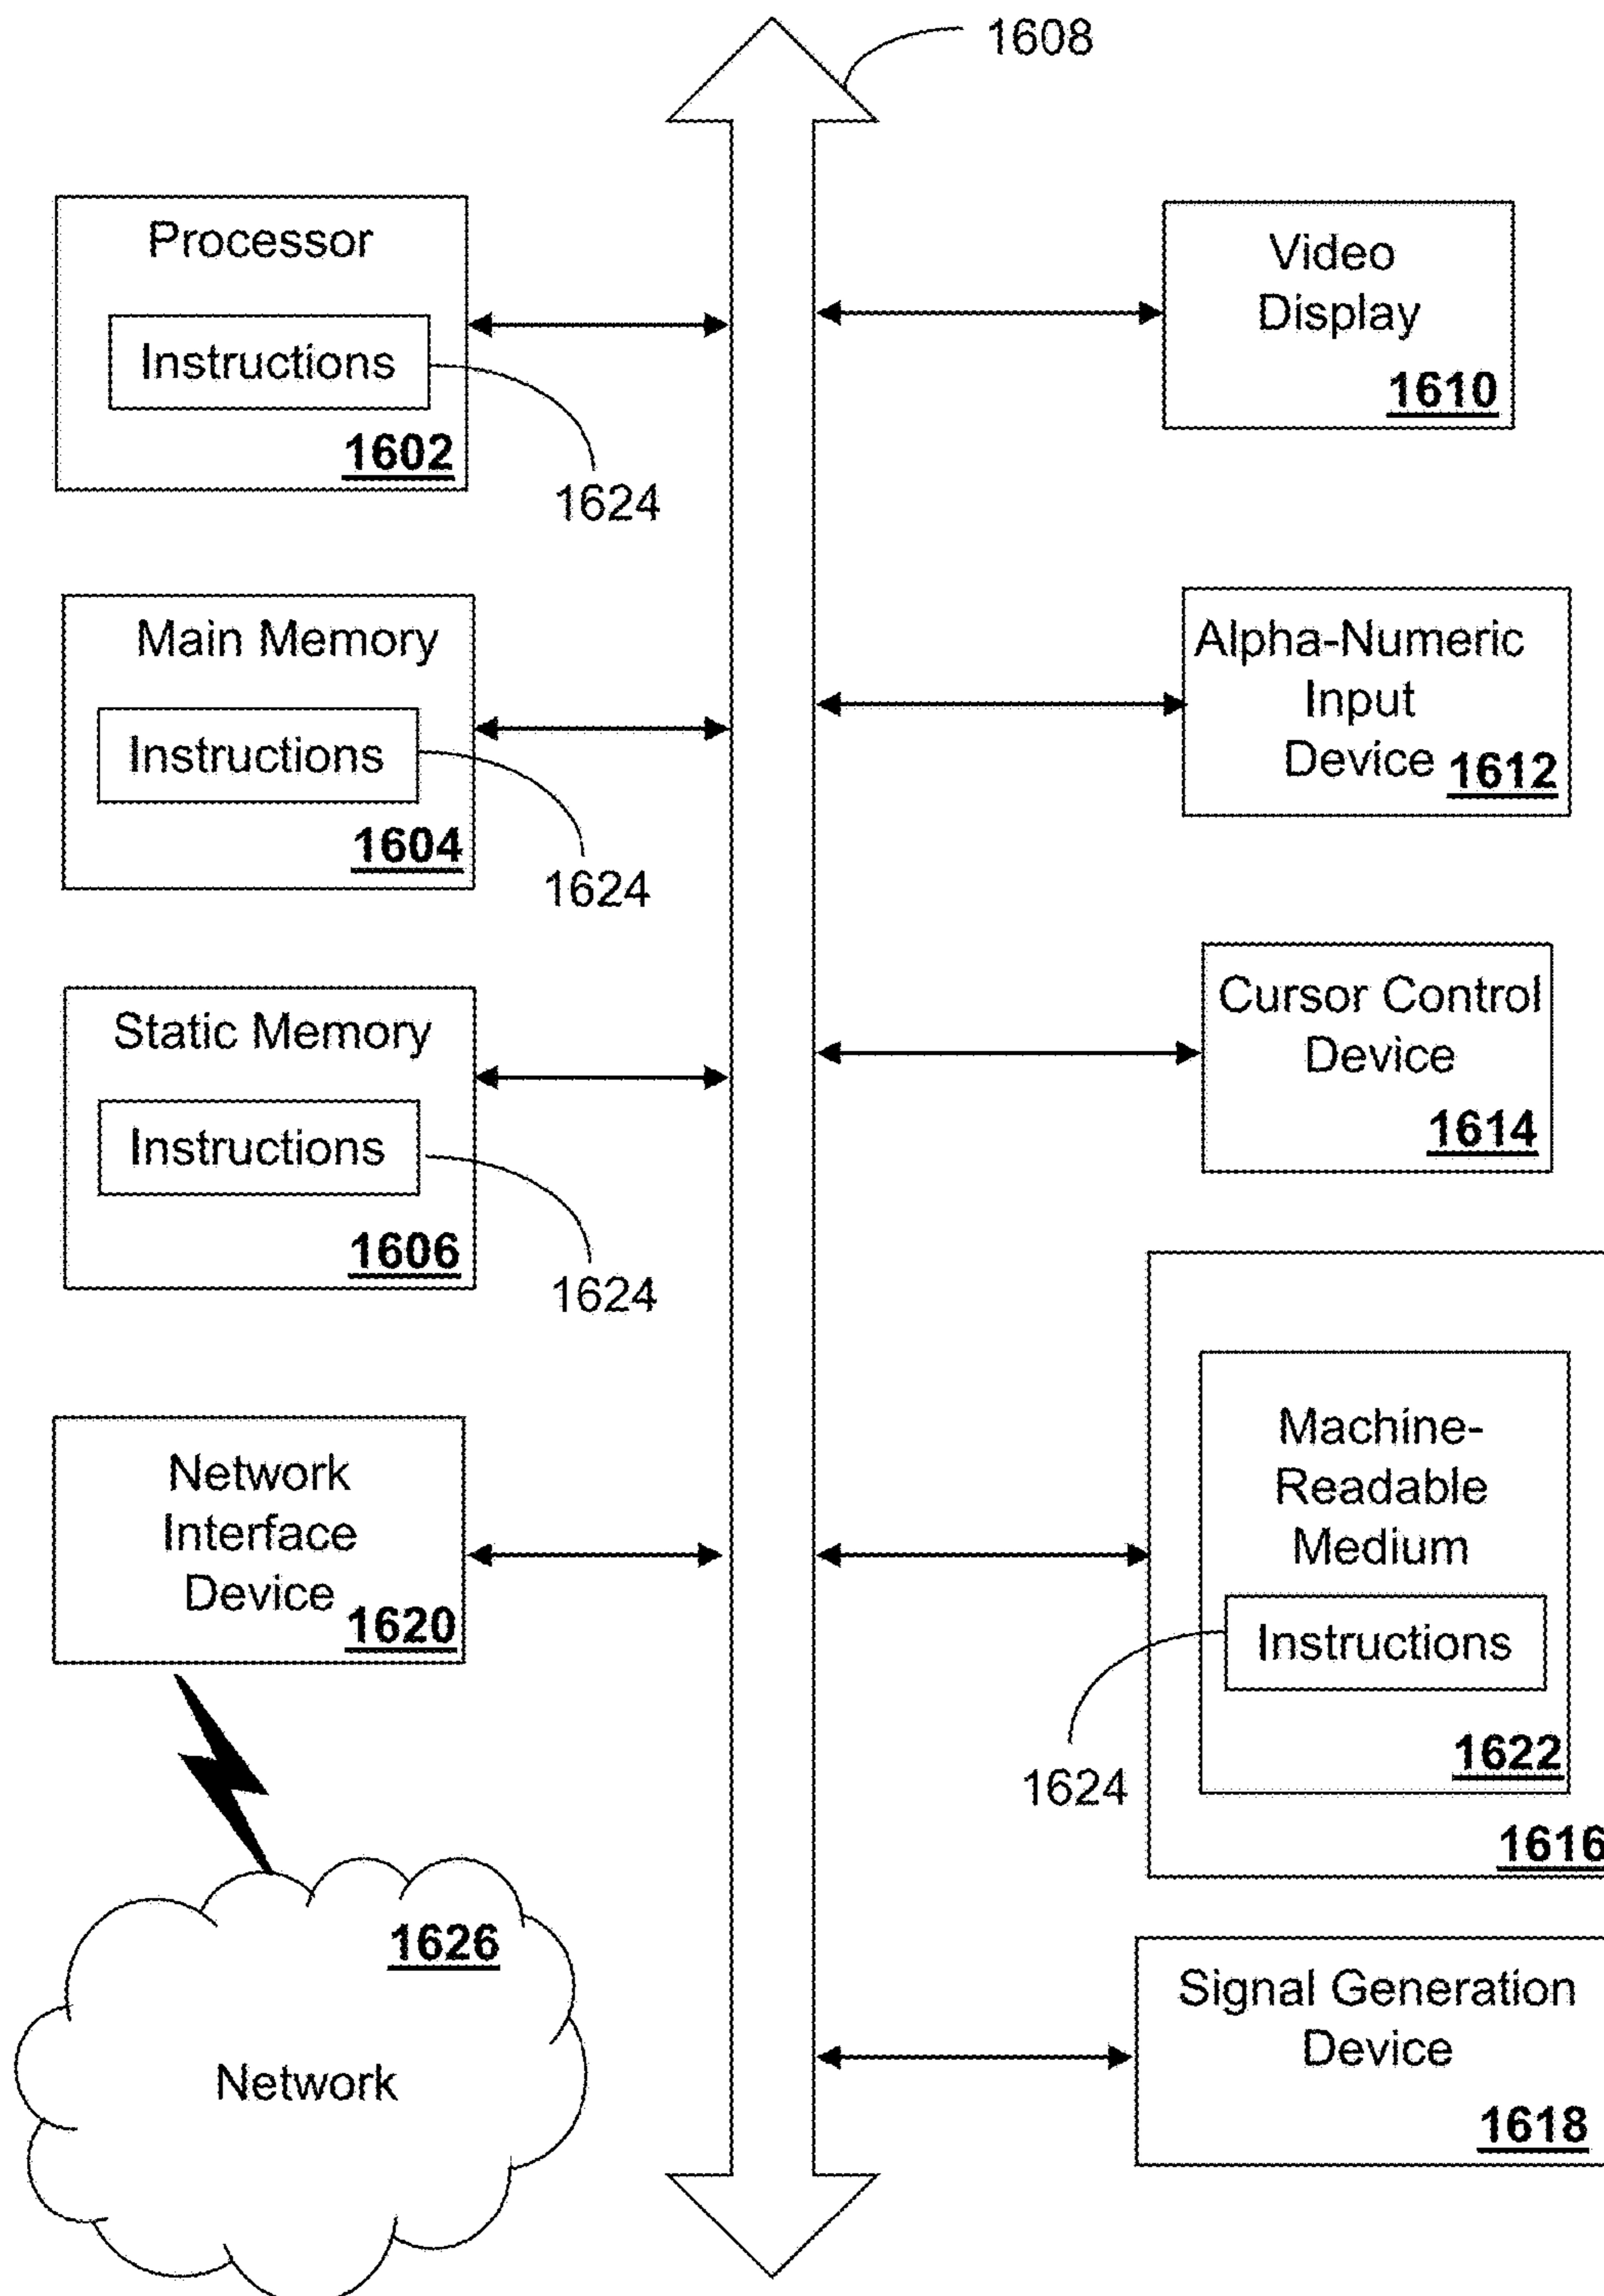 1608
Processor
Instructions
1602
1624
Main Memory
Instructions
1604
1624
Static Memory
Instructions
1606
1624
Network
Interface
Device
1620
1626
Network
Video
Display
1610
Alpha-Numeric
Input
Device 1612
Cursor Control
Device
1614
Machine-
Readable
Medium
Instructions
1622
1624
1616
Signal Generation
Device
1618